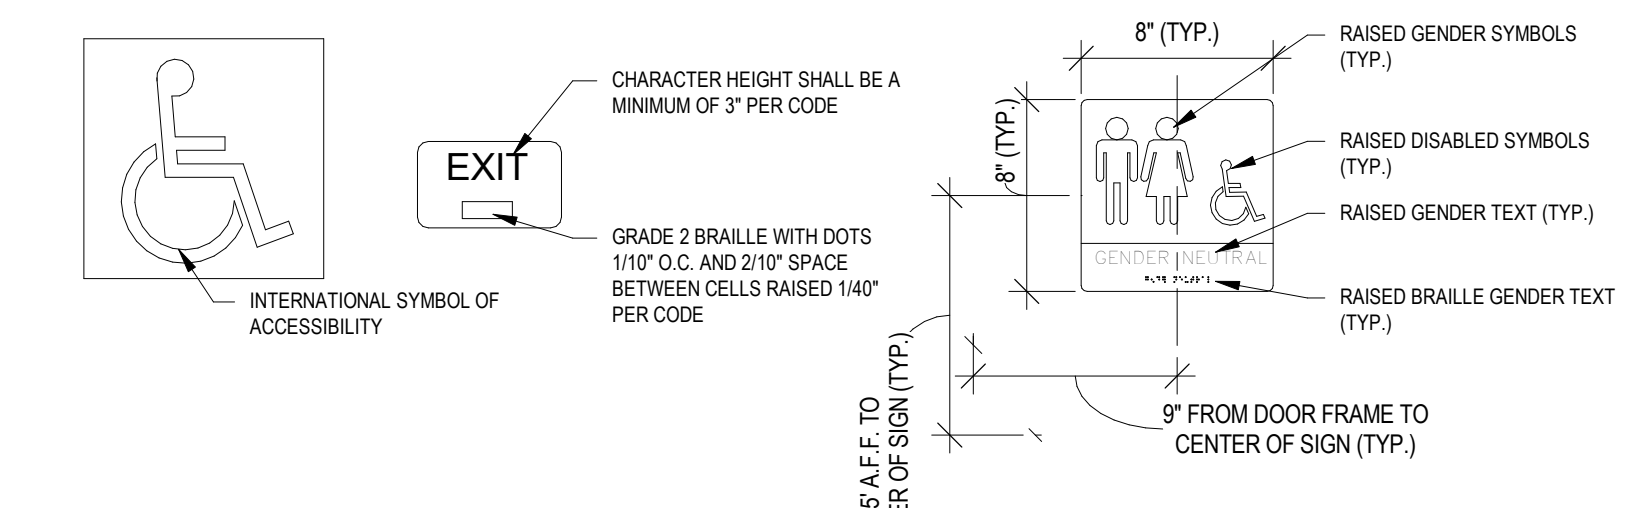 INTERNATIONAL SYMBOL OF
ACCESSIBILITY
EXIT
CHARACTER HEIGHT SHALL BE A
MINIMUM OF 3" PER CODE
GRADE 2 BRAILLE WITH DOTS
1/10" O.C. AND 2/10" SPACE
BETWEEN CELLS RAISED 1/40"
PER CODE
8" (TYP.)
8" (TYP.)
GENDER NEUTRAL
RAISED GENDER SYMBOLS
(TYP.)
RAISED DISABLED SYMBOLS
(TYP.)
RAISED GENDER TEXT (TYP.)
RAISED BRAILLE GENDER TEXT
(TYP.)
5' A.F.F. TO
OF SIGN (TYP.)
9" FROM DOOR FRAME TO
CENTER OF SIGN (TYP.)